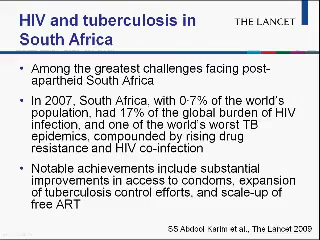 HIV and tuberculosis in
South Africa
THE LANCET
• Among the greatest challenges facing post-
apartheid South Africa
• In 2007, South Africa, with 0·7% of the world's
population, had 17% of the global burden of HIV
infection, and one of the world's worst TB
epidemics, compounded by rising drug
resistance and HIV co-infection
• Notable achievements include substantial
improvements in access to condoms, expansion
of tuberculosis control efforts, and scale-up of
free ART
SS Abdool Karim et al., The Lancet 2009